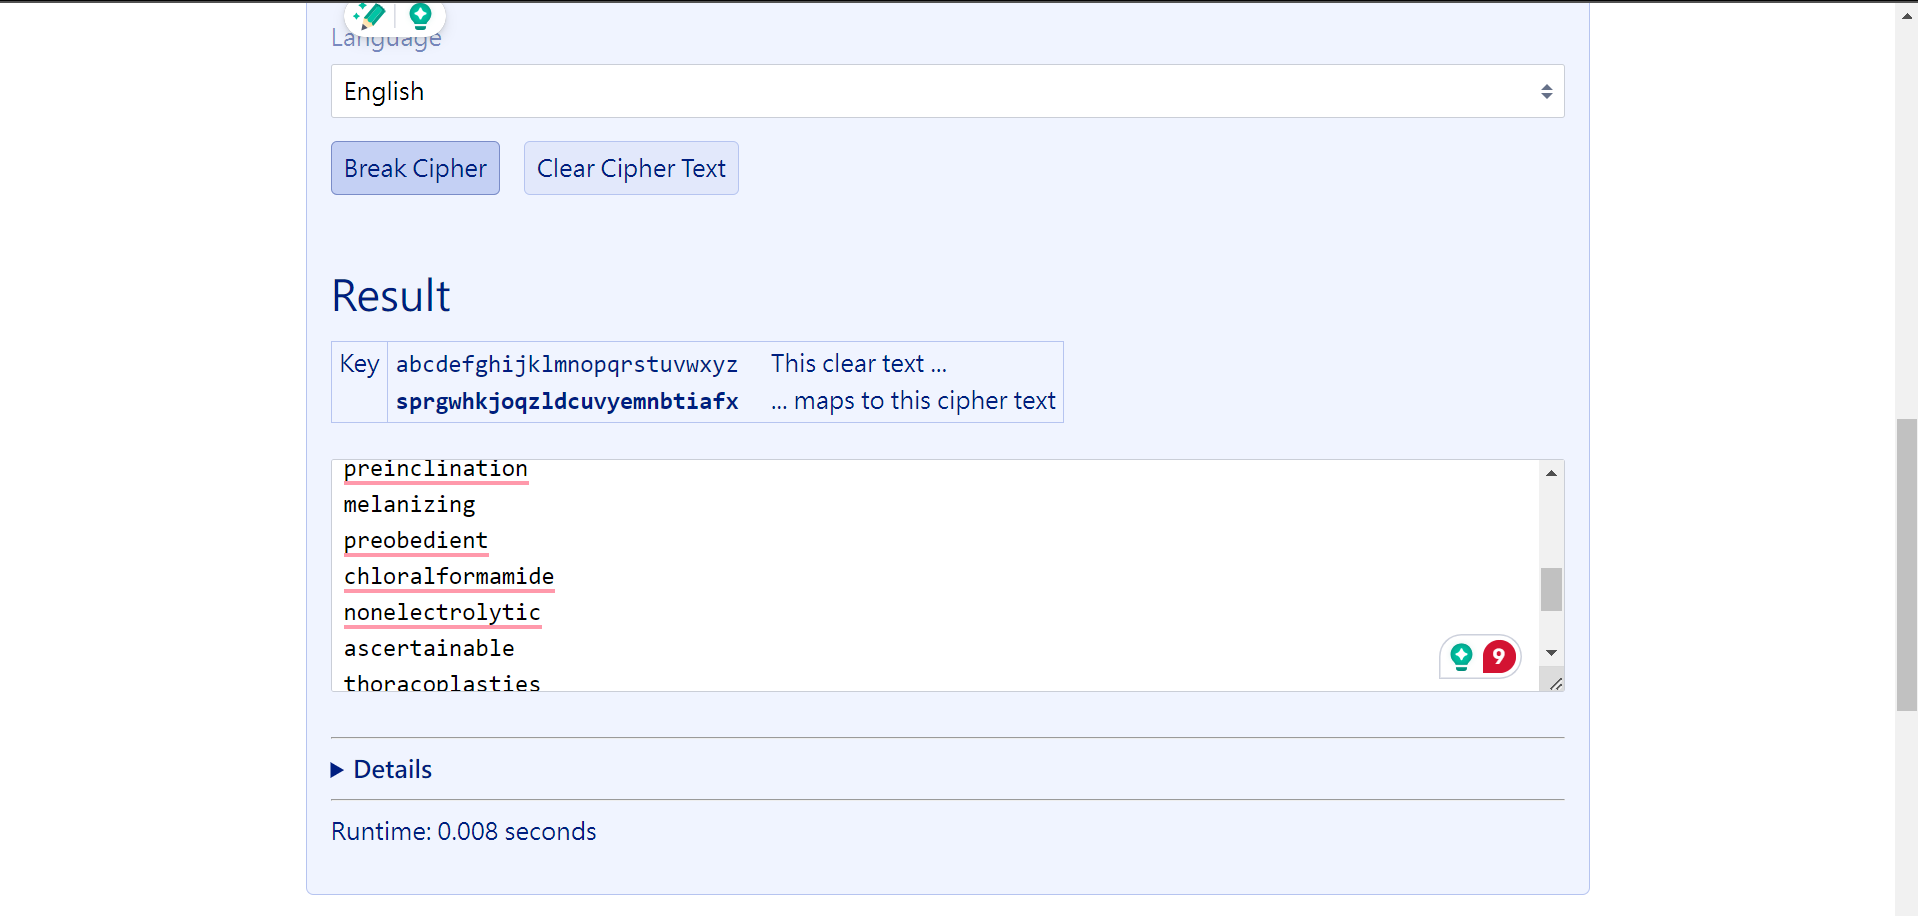 Language
English
Break Cipher
Clear Cipher Text
Result
Key abcdefghijklmnopqrstuvwxyz This clear text ...
sprgwhkjoqzldcuvyemnbtiafx ... maps to this cipher text
preinclination
melanizing
preobedient
chloralformamide
nonelectrolytic
ascertainable
thoracoplasties
9
Details
Runtime: 0.008 seconds